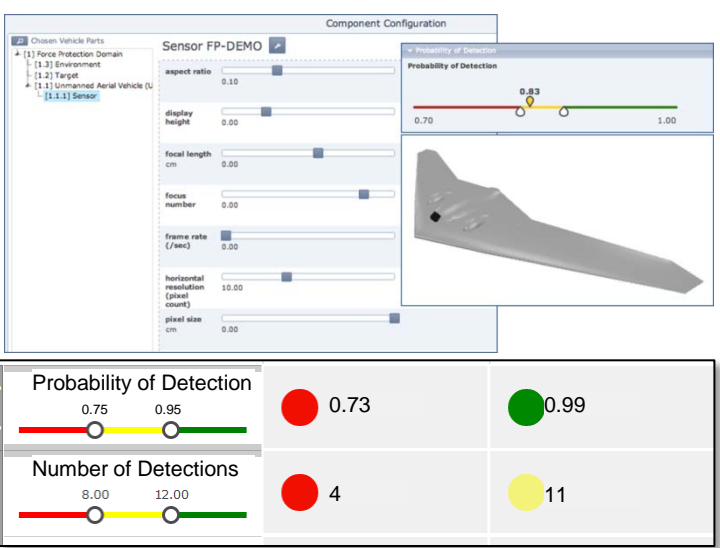 Component Configuration
Chosen Vehicle Parts
[1] Force Protection Domain
[1.3] Environment
[1.2] Target
[1.1] Unmanned Aerial Vehicle (U
[1.1.1] Sensor
Sensor FP-DEMO
aspect ratio
0.10
display
height
0.00
focal length
cm
0.00
focus
number
0.00
frame rate
(/sec)
0.00
horizontal
resolution
(pixel
count)
10.00
pixel size
cm
0.00
Probability of Detection
Probability of Detection
0.83
0.70
1.00
Probability of Detection
0.75 0.95
0.73
0.99
Number of Detections
8.00 12.00
4
11